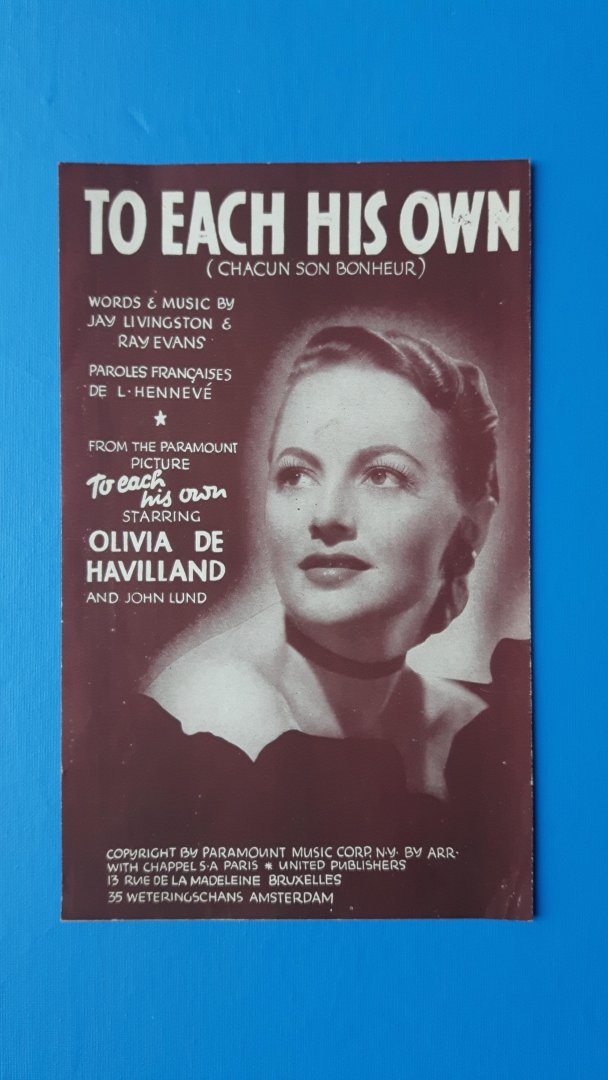 TO EACH HIS OWN
(CHACUN SON BONHEUR)
WORDS & MUSIC BY
JAY LIVINGSTON &
RAY EVANS
PAROLES FRANÇAISES
DE L·HENNEVÉ
★
FROM THE PARAMOUNT
PICTURE
To each
his own
STARRING
OLIVIA DE
HAVILLAND
AND JOHN LUND
COPYRIGHT BY PARAMOUNT MUSIC CORP. N.Y. BY ARR.
WITH CHAPPEL S.A PARIS * UNITED PUBLISHERS
13 RUE DE LA MADELEINE BRUXELLES
35 WETERINGSCHANS AMSTERDAM